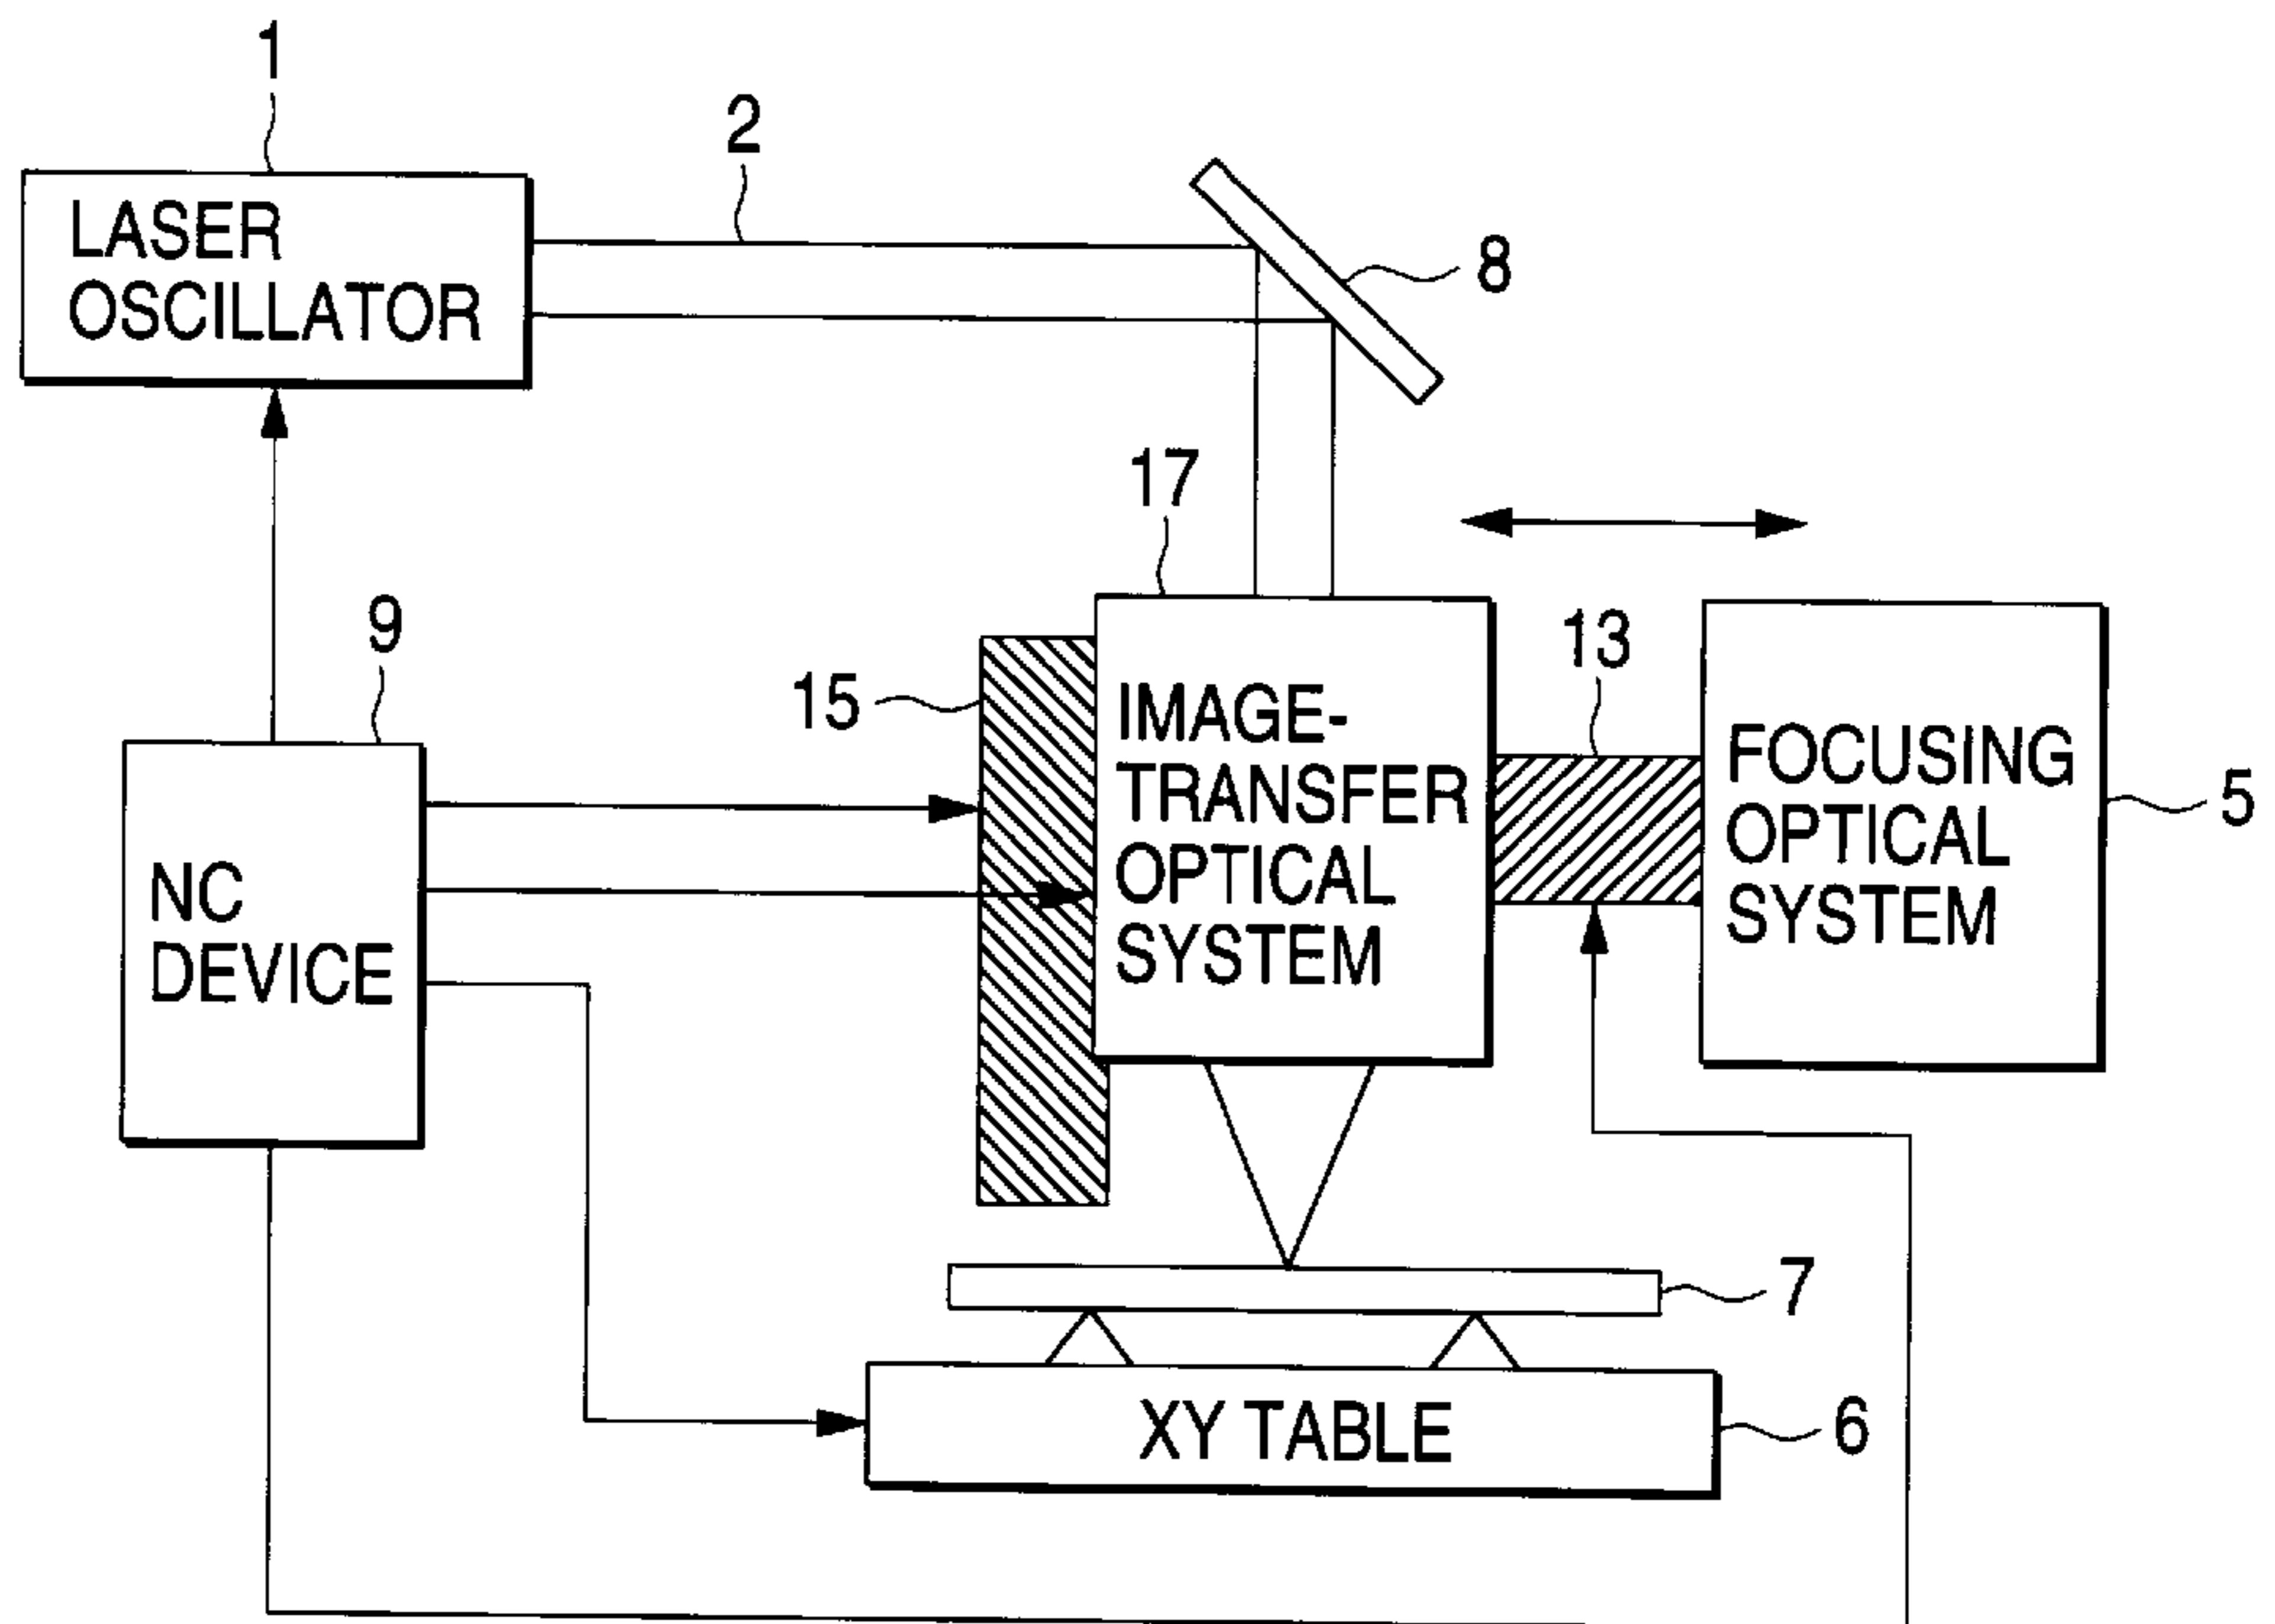 1
2
LASER
OSCILLATOR
8
17
9
13
15
IMAGE-
TRANSFER
OPTICAL
SYSTEM
FOCUSING
OPTICAL
SYSTEM
5
NC
DEVICE
7
XY TABLE
6